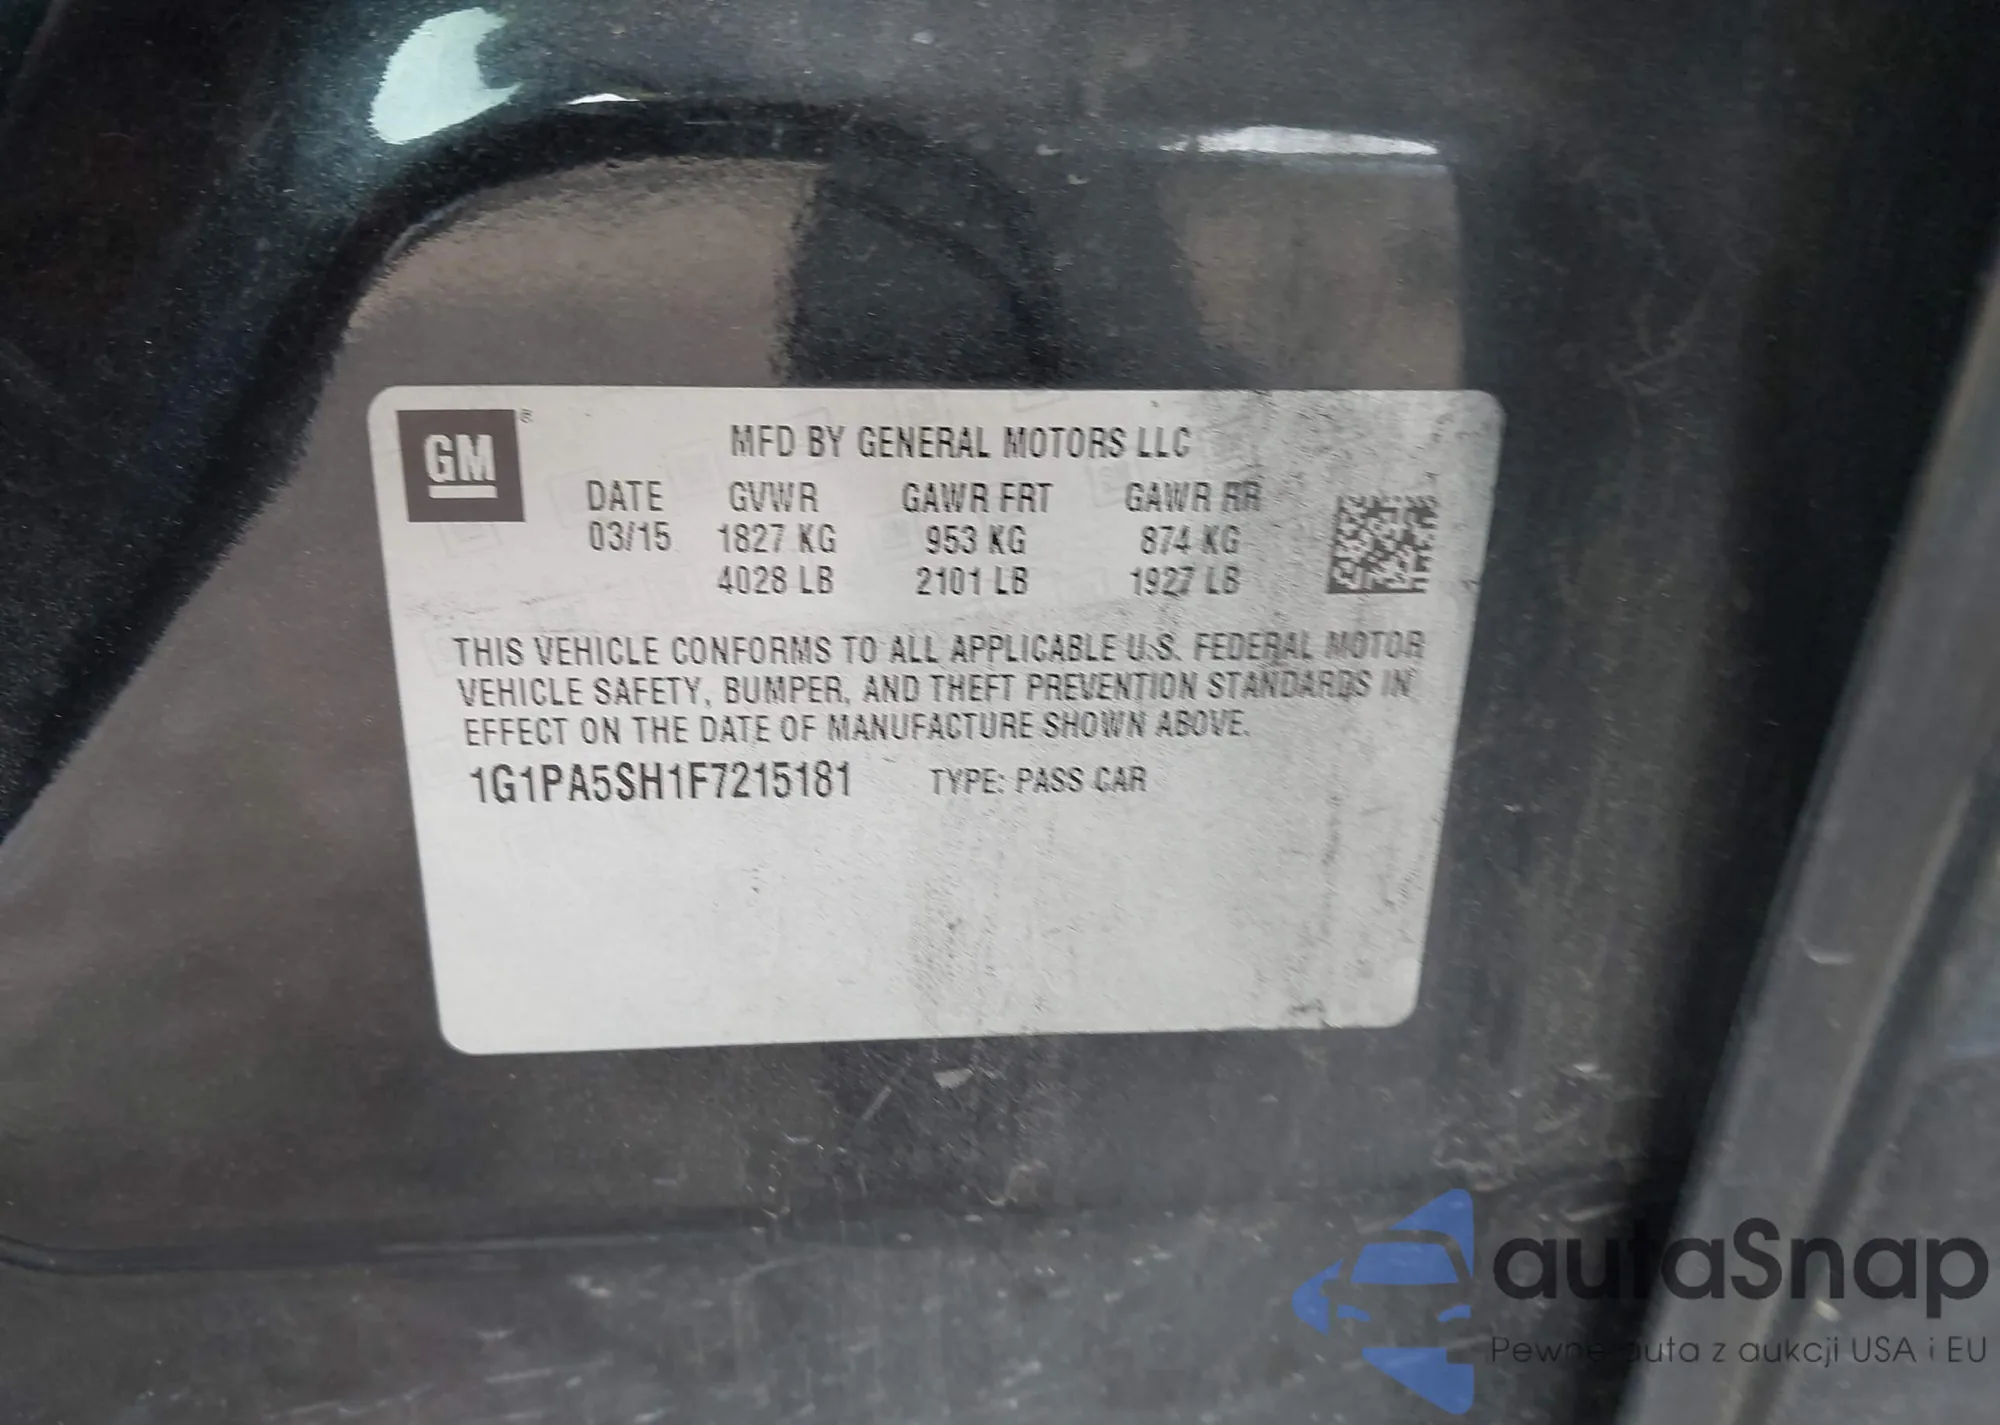 GM ®
MFD BY GENERAL MOTORS LLC
DATE GVWR GAWR FRT GAWR RR
03/15 1827 KG 953 KG 874 KG
4028 LB 2101 LB 1927 LB
THIS VEHICLE CONFORMS TO ALL APPLICABLE U.S. FEDERAL MOTOR
VEHICLE SAFETY, BUMPER, AND THEFT PREVENTION STANDARDS IN
EFFECT ON THE DATE OF MANUFACTURE SHOWN ABOVE.
1G1PA5SH1F7215181 TYPE: PASS CAR
autaSnap
Pewne auta z aukcji USA i EU